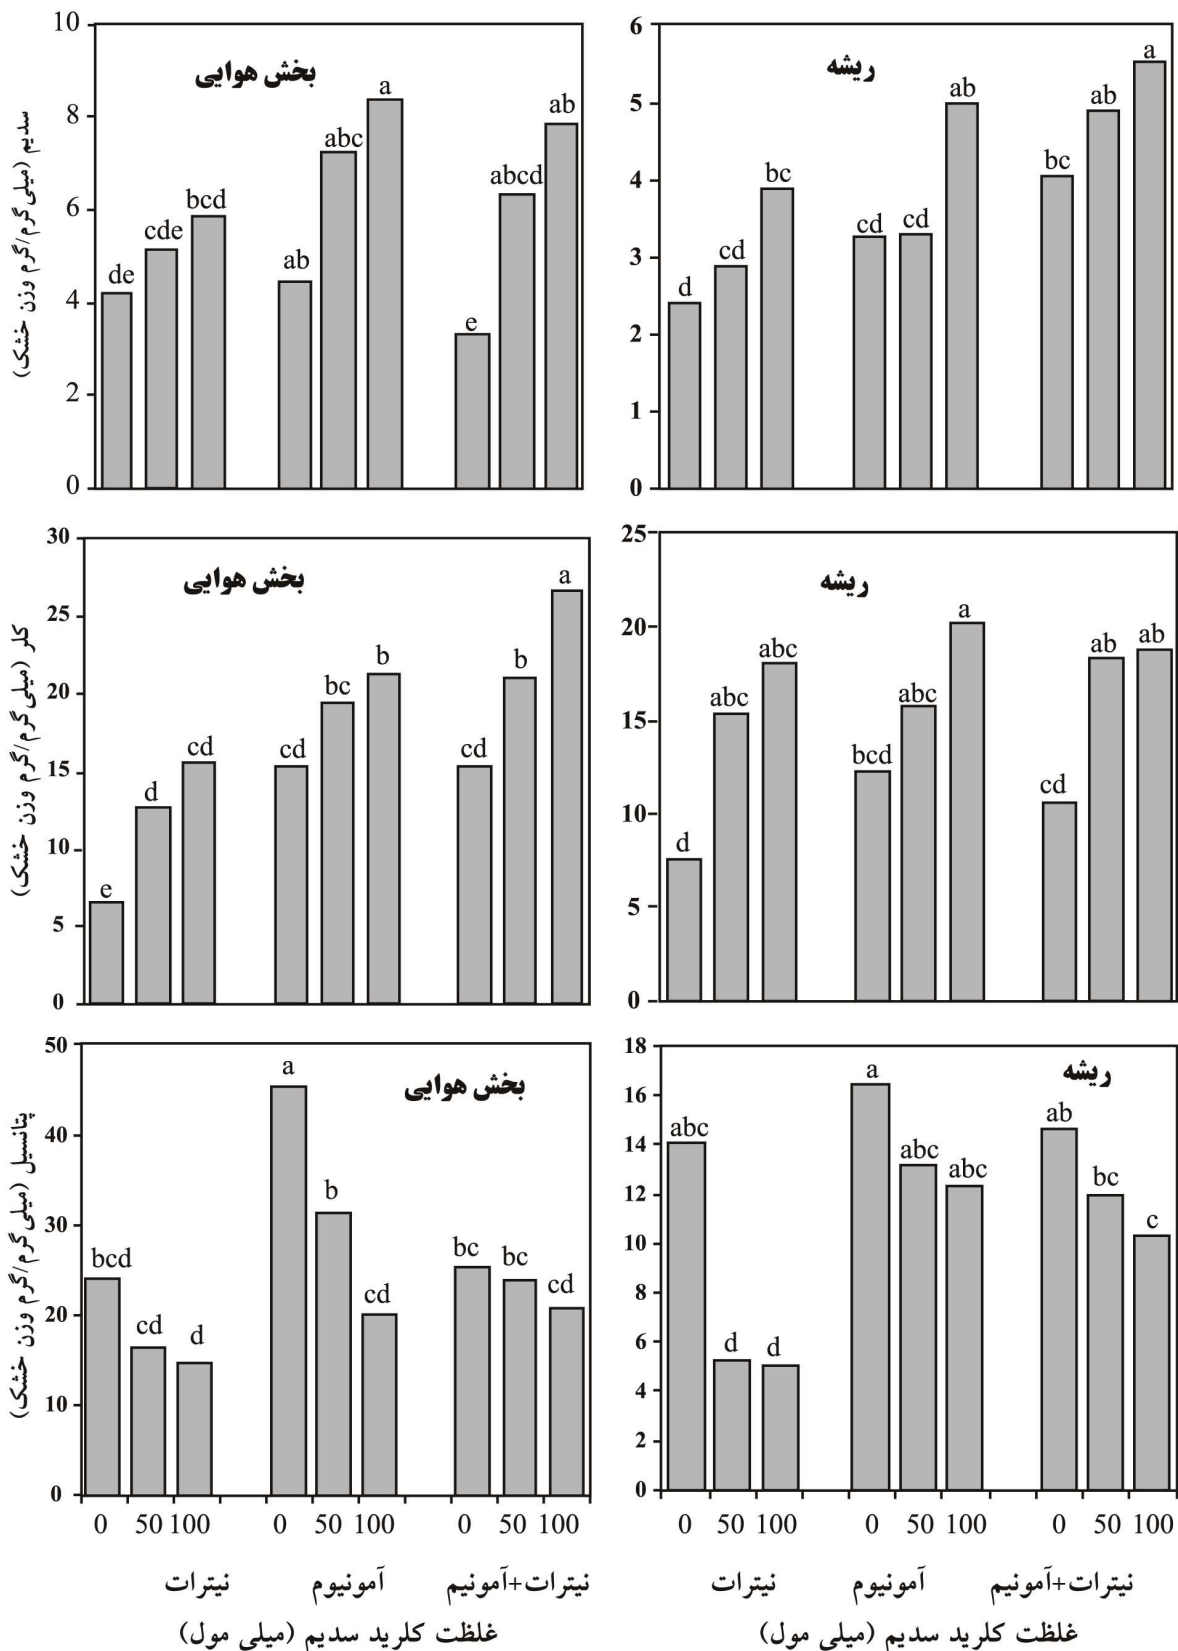 سدیم (میلی گرم/گرم وزن خشک)
10
8
6
4
2
0
بخش هوایی
de
cde
bcd
ab
abc
a
e
abcd
ab
6
5
4
3
2
1
0
ریشه
d
cd
bc
cd
cd
ab
bc
ab
a
کلر (میلی گرم/گرم وزن خشک)
30
25
20
15
10
5
0
بخش هوایی
e
d
cd
cd
bc
b
cd
b
a
25
20
15
10
5
0
ریشه
d
abc
abc
bcd
abc
a
cd
ab
ab
پتانسیل (میلی گرم/گرم وزن خشک)
50
40
30
20
10
0
بخش هوایی
bcd
cd
d
a
b
cd
bc
bc
cd
0 50 100 0 50 100 0 50 100
نیترات آمونیوم نیترات+آمونیم
غلظت کلرید سدیم (میلی مول)
18
16
14
12
10
8
6
4
2
0
ریشه
abc
d
d
a
abc
abc
ab
bc
c
0 50 100 0 50 100 0 50 100
نیترات آمونیوم نیترات+آمونیم
غلظت کلرید سدیم (میلی مول)